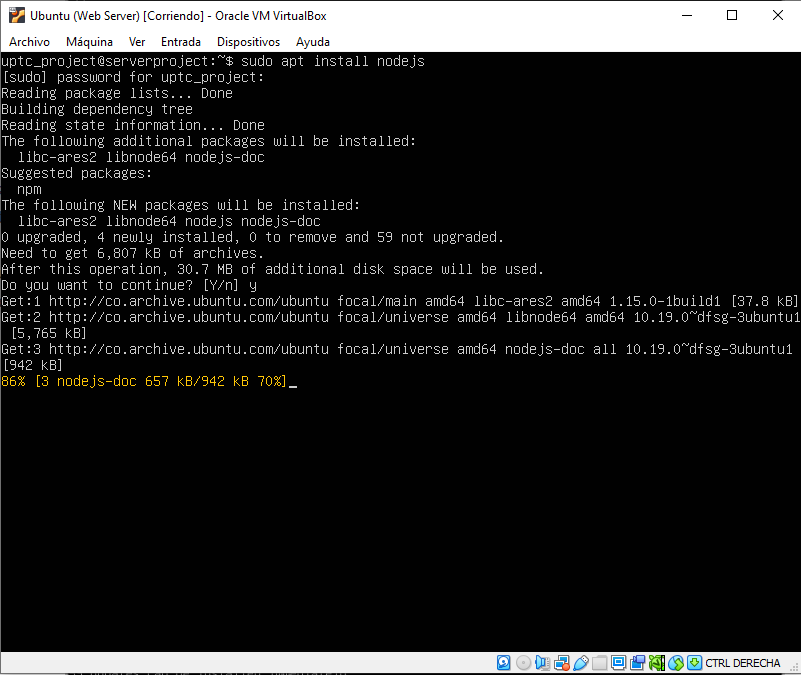 Ubuntu (Web Server) [Corriendo] - Oracle VM VirtualBox
Archivo Máquina Ver Entrada Dispositivos Ayuda
uptc_project@serverproject:~$ sudo apt install nodejs
[sudo] password for uptc_project:
Reading package lists... Done
Building dependency tree
Reading state information... Done
The following additional packages will be installed:
libc-ares2 libnode64 nodejs-doc
Suggested packages:
npm
The following NEW packages will be installed:
libc-ares2 libnode64 nodejs nodejs-doc
0 upgraded, 4 newly installed, 0 to remove and 59 not upgraded.
Need to get 6,807 kB of archives.
After this operation, 30.7 MB of additional disk space will be used.
Do you want to continue? [Y/n] y
Get:1 http://co.archive.ubuntu.com/ubuntu focal/main amd64 libc-ares2 amd64 1.15.0-1build1 [37.8 kB]
Get:2 http://co.archive.ubuntu.com/ubuntu focal/universe amd64 libnode64 amd64 10.19.0~dfsg-3ubuntu1
[5,765 kB]
Get:3 http://co.archive.ubuntu.com/ubuntu focal/universe amd64 nodejs-doc all 10.19.0~dfsg-3ubuntu1
[942 kB]
86% [3 nodejs-doc 657 kB/942 kB 70%]_
CTRL DERECHA